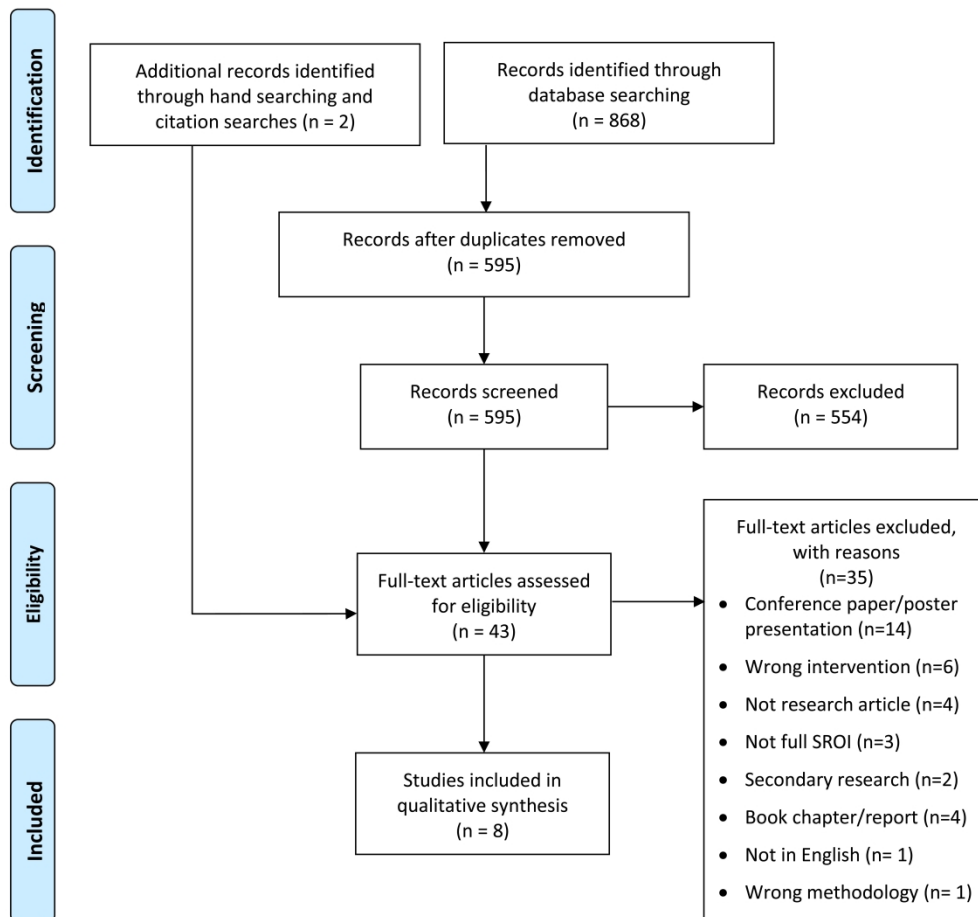 Identification
Additional records identified
through hand searching and
citation searches (n = 2)
Records identified through
database searching
(n = 868)
Records after duplicates removed
(n = 595)
Screening
Records screened
(n = 595)
Records excluded
(n = 554)
Eligibility
Full-text articles assessed
for eligibility
(n = 43)
Full-text articles excluded,
with reasons
(n=35)
• Conference paper/poster
presentation (n=14)
• Wrong intervention (n=6)
• Not research article (n=4)
• Not full SROI (n=3)
• Secondary research (n=2)
• Book chapter/report (n=4)
• Not in English (n= 1)
• Wrong methodology (n= 1)
Included
Studies included in
qualitative synthesis
(n = 8)